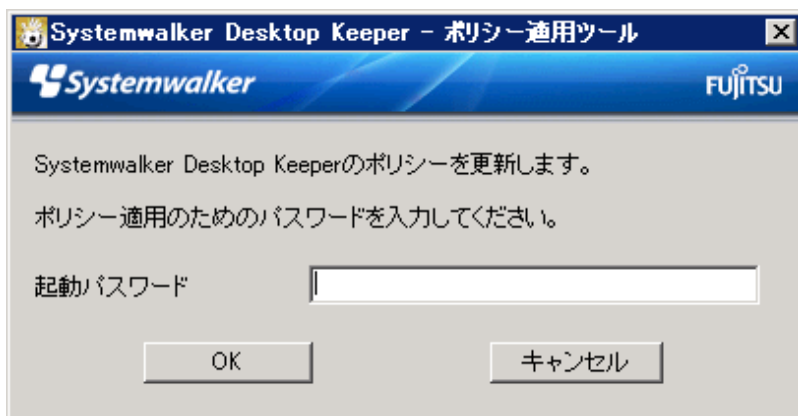 Systemwalker Desktop Keeper - ポリシー適用ツール
Systemwalker
FUJITSU
Systemwalker Desktop Keeperのポリシーを更新します。
ポリシー適用のためのパスワードを入力してください。
起動パスワード
OK
キャンセル